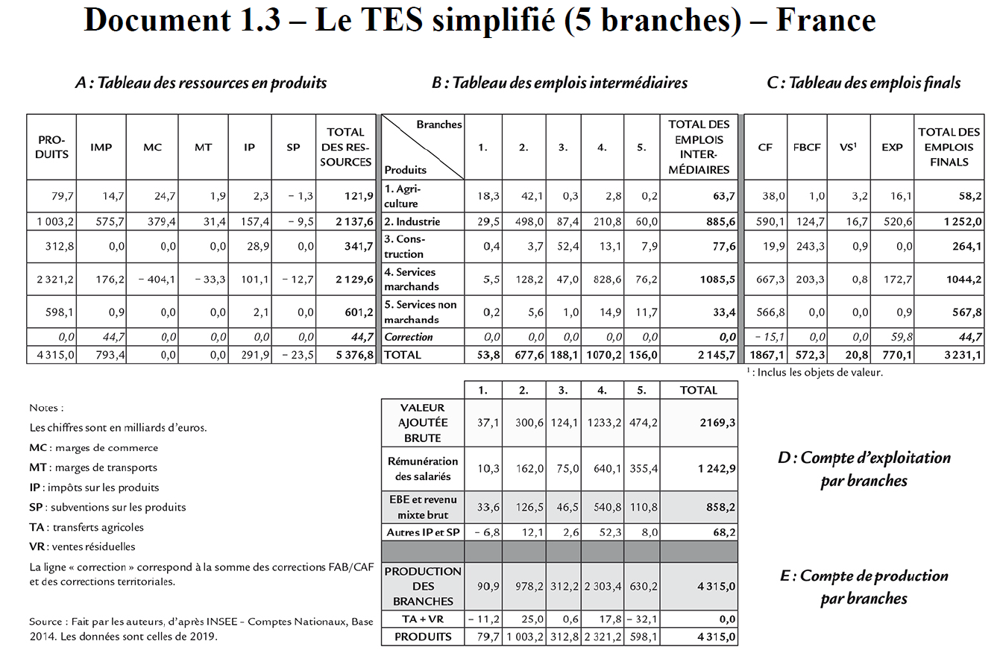 Document 1.3 – Le TES simplifié (5 branches) – France
A : Tableau des ressources en produits
B : Tableau des emplois intermédiaires
C : Tableau des emplois finals
PRO-
DUITS
IMP
MC
MT
IP
SP
TOTAL
DES RES-
SOURCES
Branches
Produits
1.
2.
3.
4.
5.
TOTAL DES
EMPLOIS
INTER-
MÉDIAIRES
CF
FBCF
VS¹
EXP
TOTAL DES
EMPLOIS
FINALS
79,7 14,7 24,7 1,9 2,3 – 1,3 121,9 1. Agri-
culture 18,3 42,1 0,3 2,8 0,2 63,7 38,0 1,0 3,2 16,1 58,2
1 003,2 575,7 379,4 31,4 157,4 – 9,5 2 137,6 2. Industrie 29,5 498,0 87,4 210,8 60,0 885,6 590,1 124,7 16,7 520,6 1 252,0
312,8 0,0 0,0 0,0 28,9 0,0 341,7 3. Cons-
truction 0,4 3,7 52,4 13,1 7,9 77,6 19,9 243,3 0,9 0,0 264,1
2 321,2 176,2 – 404,1 – 33,3 101,1 – 12,7 2 129,6 4. Services
marchands 5,5 128,2 47,0 828,6 76,2 1085,5 667,3 203,3 0,8 172,7 1044,2
598,1 0,9 0,0 0,0 2,1 0,0 601,2 5. Services non
marchands 0,2 5,6 1,0 14,9 11,7 33,4 566,8 0,0 0,0 0,9 567,8
0,0 44,7 0,0 0,0 0,0 0,0 44,7 Correction 0,0 0,0 0,0 0,0 0,0 0,0 – 15,1 59,8 44,7
4 315,0 793,4 0,0 0,0 291,9 – 23,5 5 376,8 TOTAL 53,8 677,6 188,1 1070,2 156,0 2 145,7 1867,1 572,3 20,8 770,1 3 231,1
¹ : Inclus les objets de valeur.
1. 2. 3. 4. 5. TOTAL
VALEUR
AJOUTÉE
BRUTE
37,1 300,6 124,1 1233,2 474,2 2169,3
Rémunération
des salariés
10,3 162,0 75,0 640,1 355,4 1 242,9
EBE et revenu
mixte brut
33,6 126,5 46,5 540,8 110,8 858,2
Autres IP et SP – 6,8 12,1 2,6 52,3 8,0 68,2
PRODUCTION
DES
BRANCHES
90,9 978,2 312,2 2 303,4 630,2 4 315,0
TA + VR – 11,2 25,0 0,6 17,8 – 32,1 0,0
PRODUITS 79,7 1 003,2 312,8 2 321,2 598,1 4 315,0
D : Compte d’exploitation
par branches
E : Compte de production
par branches
Notes :
Les chiffres sont en milliards d’euros.
MC : marges de commerce
MT : marges de transports
IP : impôts sur les produits
SP : subventions sur les produits
TA : transferts agricoles
VR : ventes résiduelles
La ligne « correction » correspond à la somme des corrections FAB/CAF
et des corrections territoriales.
Source : Fait par les auteurs, d’après INSEE - Comptes Nationaux, Base
2014. Les données sont celles de 2019.